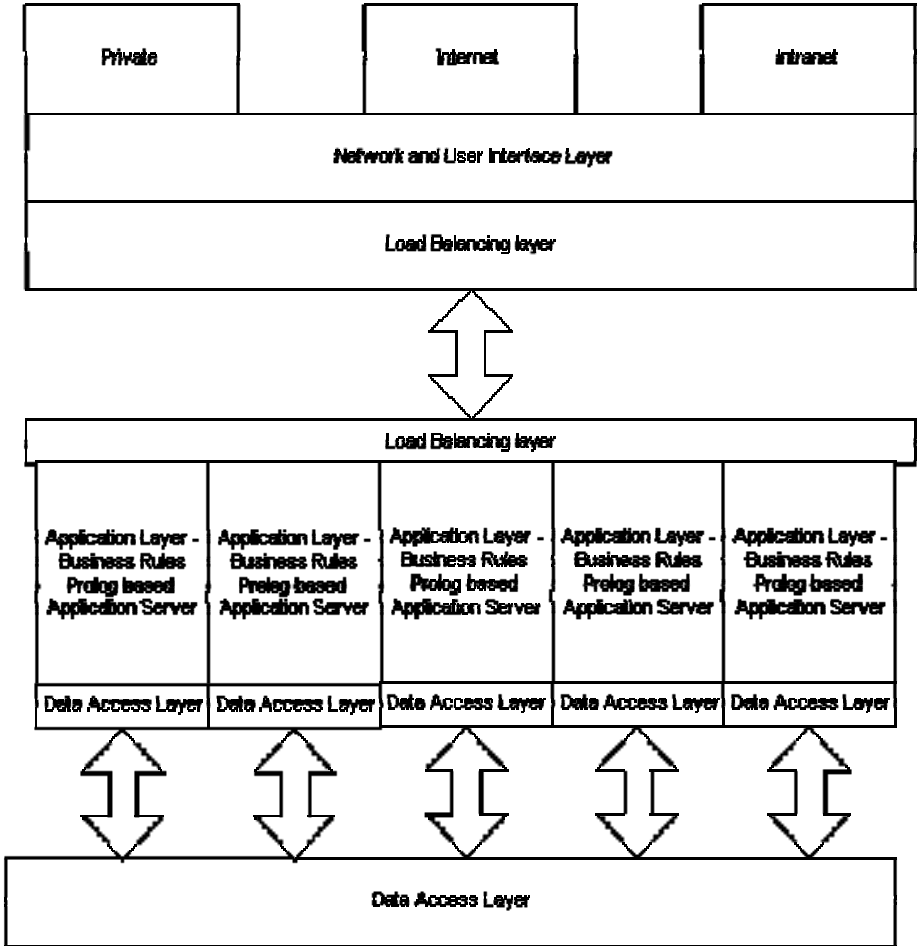 Private
Internet
Intranet
Network and User Interface Layer
Load Balancing layer
Load Balancing layer
Application Layer -
Business Rules
Prolog based
Application Server
Application Layer -
Business Rules
Prolog based
Application Server
Application Layer -
Business Rules
Prolog based
Application Server
Application Layer -
Business Rules
Prolog based
Application Server
Application Layer -
Business Rules
Prolog based
Application Server
Data Access Layer
Data Access Layer
Data Access Layer
Data Access Layer
Data Access Layer
Data Access Layer